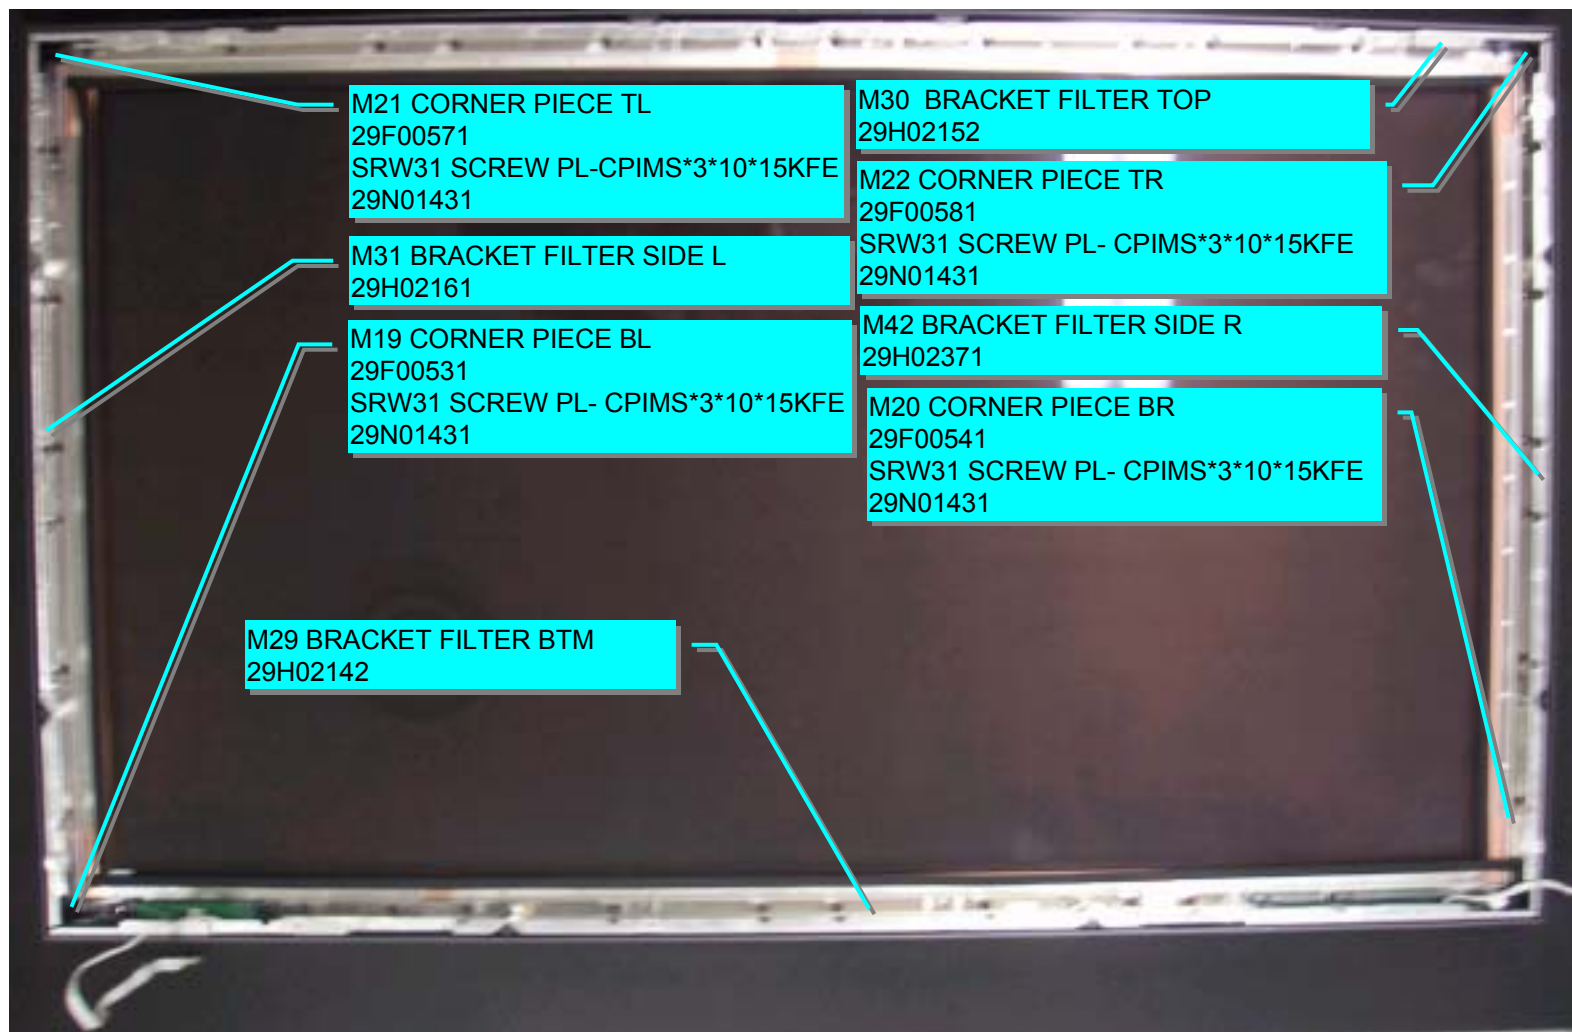 M21 CORNER PIECE TL
29F00571
SRW31 SCREW PL-CPIMS*3*10*15KFE
29N01431
M31 BRACKET FILTER SIDE L
29H02161
M19 CORNER PIECE BL
29F00531
SRW31 SCREW PL- CPIMS*3*10*15KFE
29N01431
M30  BRACKET FILTER TOP
29H02152
M22 CORNER PIECE TR
29F00581
SRW31 SCREW PL- CPIMS*3*10*15KFE
29N01431
M42 BRACKET FILTER SIDE R
29H02371
M20 CORNER PIECE BR
29F00541
SRW31 SCREW PL- CPIMS*3*10*15KFE
29N01431
M29 BRACKET FILTER BTM
29H02142